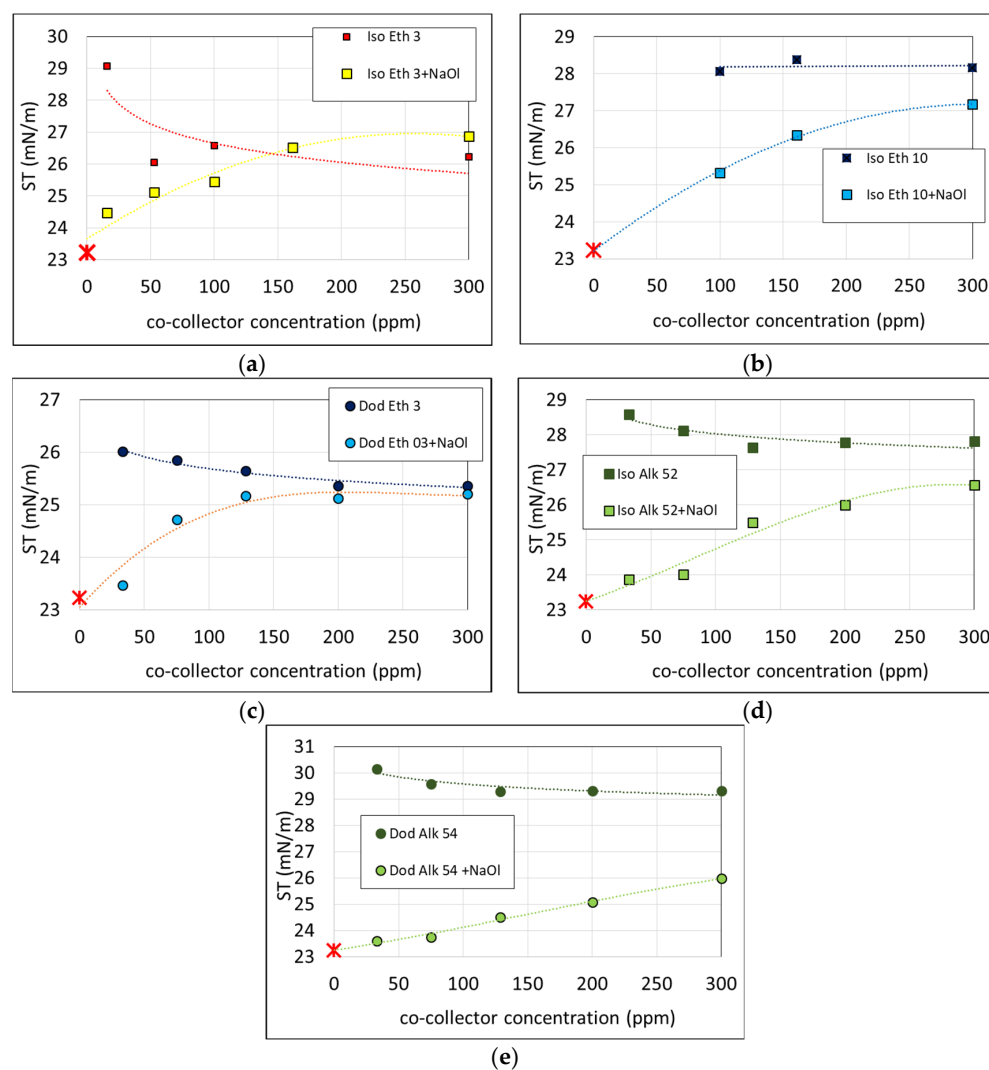 30
29
28
27
26
25
24
23
ST (mN/m)
0 50 100 150 200 250 300
co-collector concentration (ppm)
Iso Eth 3
Iso Eth 3+NaOl
(a)
29
28
27
26
25
24
23
ST (mN/m)
0 50 100 150 200 250 300
co-collector concentration (ppm)
Iso Eth 10
Iso Eth 10+NaOl
(b)
27
26
25
24
23
ST (mN/m)
0 50 100 150 200 250 300
co-collector concentration (ppm)
Dod Eth 3
Dod Eth 03+NaOl
(c)
29
28
27
26
25
24
23
ST (mN/m)
0 50 100 150 200 250 300
co-collector concentration (ppm)
Iso Alk 52
Iso Alk 52+NaOl
(d)
31
30
29
28
27
26
25
24
23
ST (mN/m)
0 50 100 150 200 250 300
co-collector concentration (ppm)
Dod Alk 54
Dod Alk 54 +NaOl
(e)